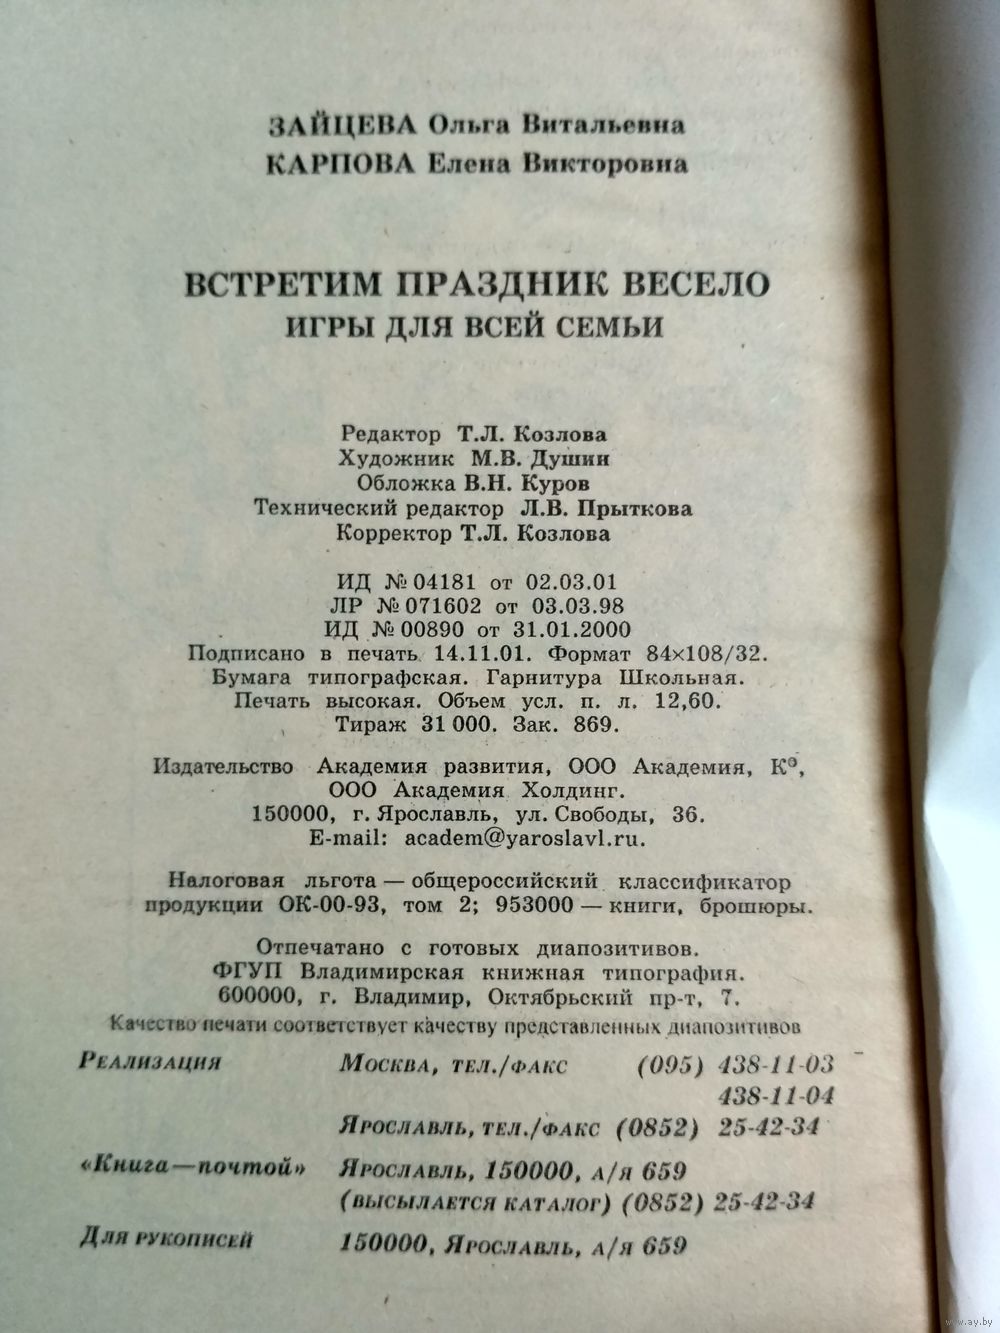 ЗАЙЦЕВА Ольга Витальевна
КАРПОВА Елена Викторовна
ВСТРЕТИМ ПРАЗДНИК ВЕСЕЛО
ИГРЫ ДЛЯ ВСЕЙ СЕМЬИ
Редактор Т.Л. Козлова
Художник М.В. Душин
Обложка В.Н. Куров
Технический редактор Л.В. Прыткова
Корректор Т.Л. Козлова
ИД №04181 от 02.03.01
ЛР №071602 от 03.03.98
ИД №00890 от 31.01.2000
Подписано в печать 14.11.01. Формат 84×108/32.
Бумага типографская. Гарнитура Школьная.
Печать высокая. Объем усл. п. л. 12,60.
Тираж 31 000. Зак. 869.
Издательство Академия развития, ООО Академия, Кº,
ООО Академия Холдинг.
150000, г. Ярославль, ул. Свободы, 36.
E-mail: academ@yaroslavl.ru.
Налоговая льгота — общероссийский классификатор
продукции ОК-00-93, том 2; 953000 — книги, брошюры.
Отпечатано с готовых диапозитивов.
ФГУП Владимирская книжная типография.
600000, г. Владимир, Октябрьский пр-т, 7.
Качество печати соответствует качеству представленных диапозитивов
Реализация Москва, тел./факс (095) 438-11-03
438-11-04
Ярославль, тел./факс (0852) 25-42-34
«Книга—почтой» Ярославль, 150000, а/я 659
(высылается каталог) (0852) 25-42-34
Для рукописей 150000, Ярославль, а/я 659
www.ay.by